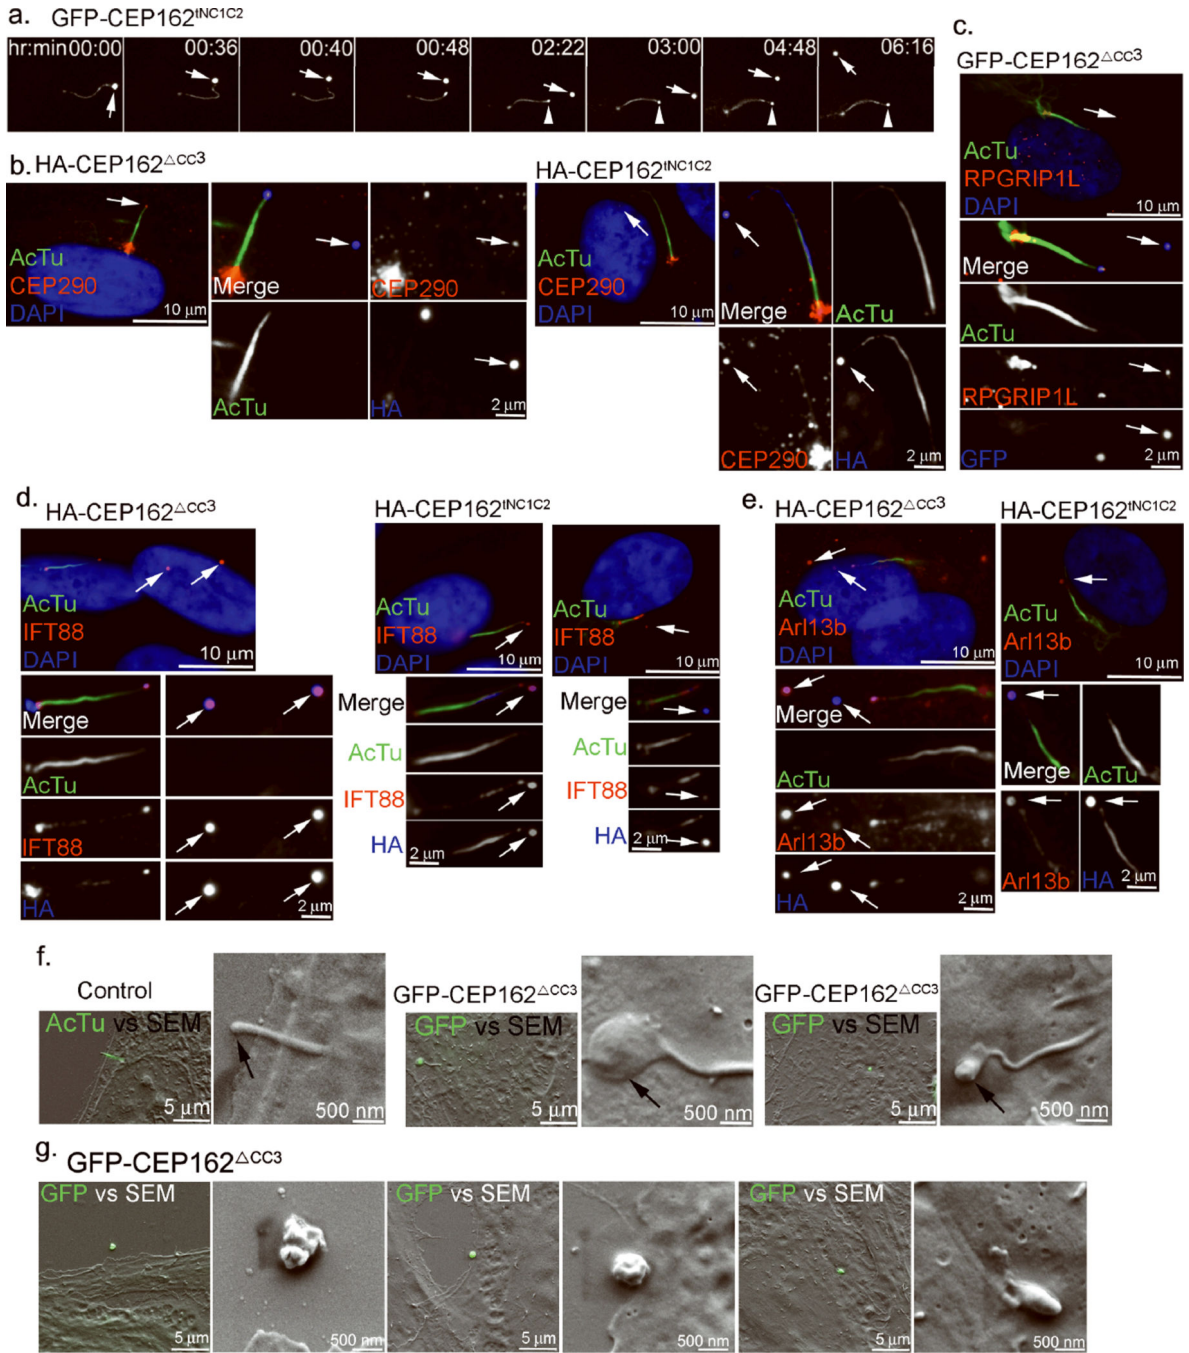 a. GFP-CEP162tNC1C2
hr:min 00:00 00:36 00:40 00:48 02:22 03:00 04:48 06:16
b. HA-CEP162△CC3
AcTu
CEP290
DAPI
10 μm
Merge
CEP290
AcTu
HA
2 μm
HA-CEP162tNC1C2
AcTu
CEP290
DAPI
10 μm
Merge
AcTu
CEP290
HA
2 μm
c.
GFP-CEP162△CC3
AcTu
RPGRIP1L
DAPI
10 μm
Merge
AcTu
RPGRIP1L
GFP
2 μm
d.
HA-CEP162△CC3
AcTu
IFT88
DAPI
10 μm
Merge
AcTu
IFT88
HA
2 μm
HA-CEP162tNC1C2
AcTu
IFT88
DAPI
10 μm
Merge
AcTu
IFT88
HA
2 μm
AcTu
IFT88
DAPI
10 μm
Merge
AcTu
IFT88
HA
2 μm
e.
HA-CEP162△CC3
AcTu
Arl13b
DAPI
10 μm
Merge
AcTu
Arl13b
HA
2 μm
HA-CEP162tNC1C2
AcTu
Arl13b
DAPI
10 μm
Merge
AcTu
Arl13b
HA
2 μm
f.
Control
AcTu vs SEM
5 μm
500 nm
GFP-CEP162△CC3
GFP vs SEM
5 μm
500 nm
GFP-CEP162△CC3
GFP vs SEM
5 μm
500 nm
g. GFP-CEP162△CC3
GFP vs SEM
5 μm
500 nm
GFP vs SEM
5 μm
500 nm
GFP vs SEM
5 μm
500 nm